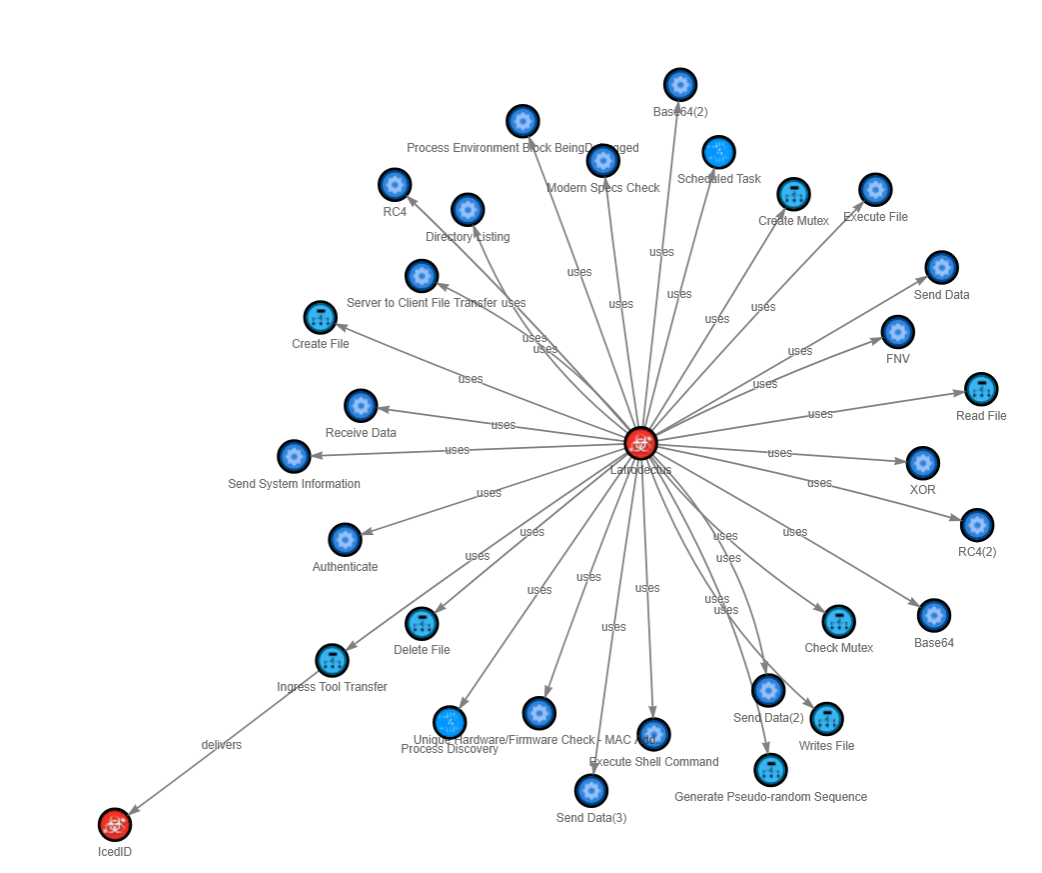 Base64(2)
Process Environment Block BeingDebugged
Scheduled Task
Modern Specs Check
RC4
Create Mutex
Execute File
Directory Listing
uses
uses
Send Data
Server to Client File Transfer
uses
uses
uses
uses
uses
uses
Create File
uses
uses
uses
FNV
uses
uses
Read File
uses
Receive Data
uses
uses
uses
Latrodectus
Send System Information
XOR
uses
uses
uses
uses
uses
RC4(2)
uses
uses
Authenticate
uses
uses
uses
uses
uses
uses
Delete File
Check Mutex
Base64
uses
Ingress Tool Transfer
Send Data(2)
Unique Hardware/Firmware Check - MAC
Process Discovery
delivers
Writes File
Execute Shell Command
Generate Pseudo-random Sequence
Send Data(3)
IcedID